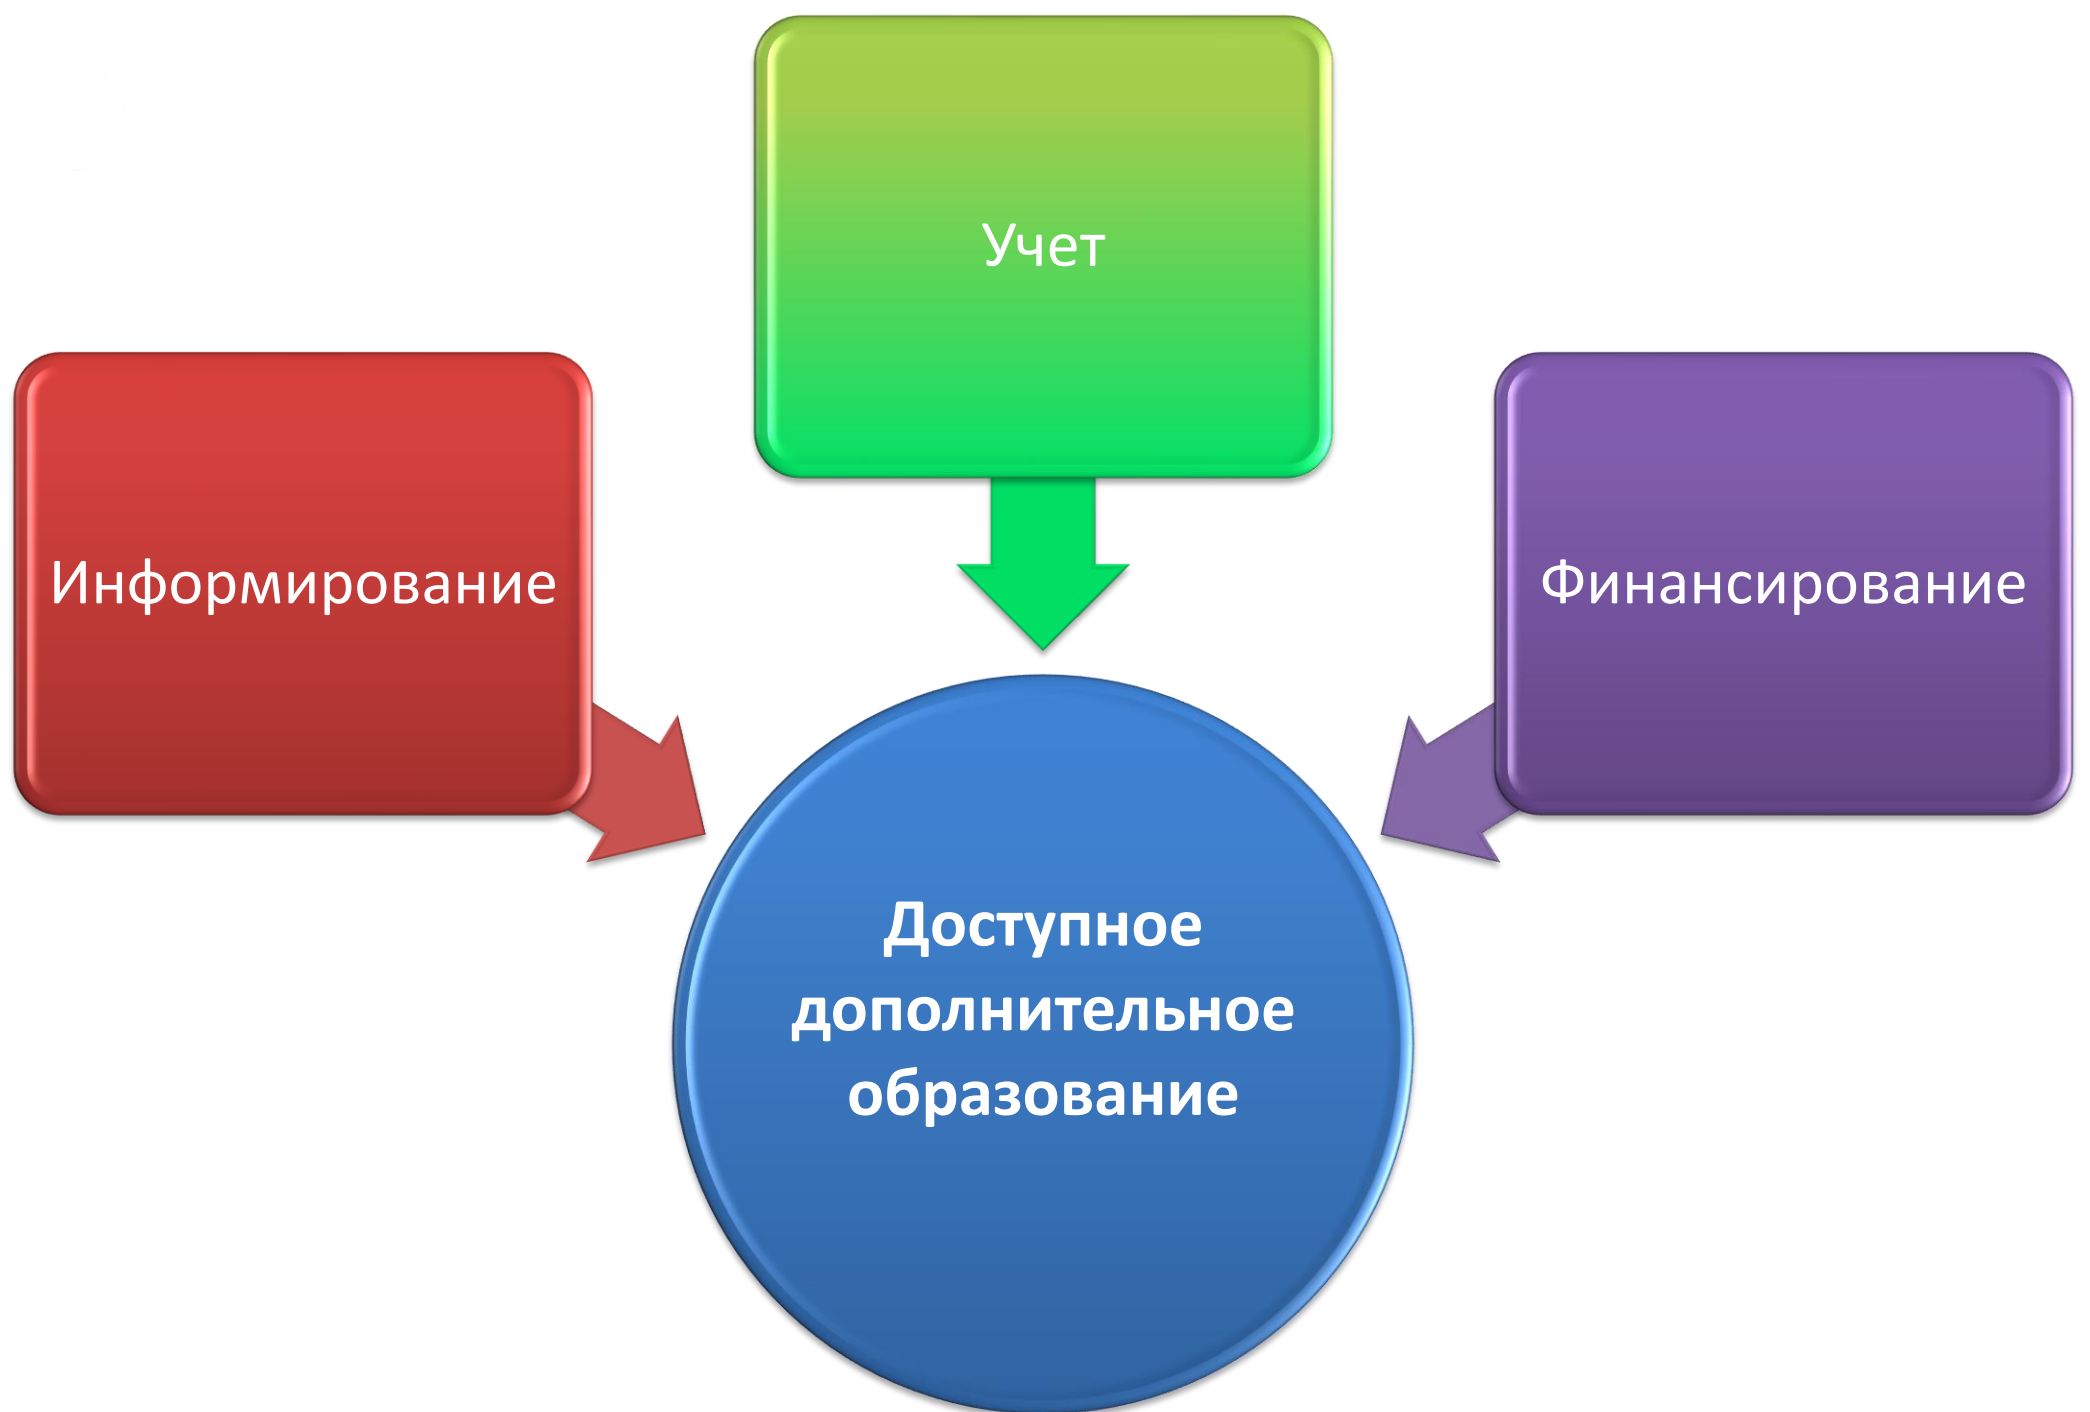 Учет
Информирование
Финансирование
Доступное
дополнительное
образование